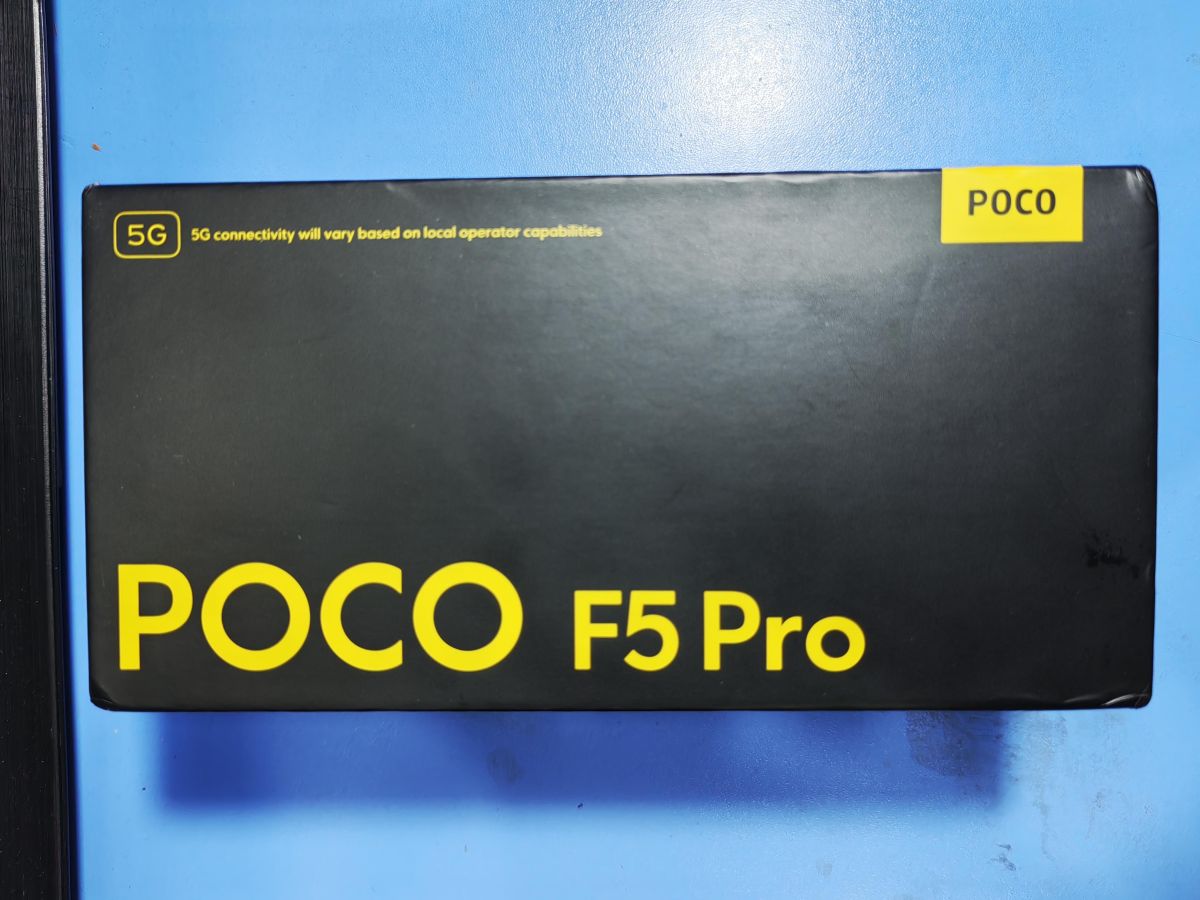 5G 5G connectivity will vary based on local operator capabilities
POCO
POCO F5 Pro